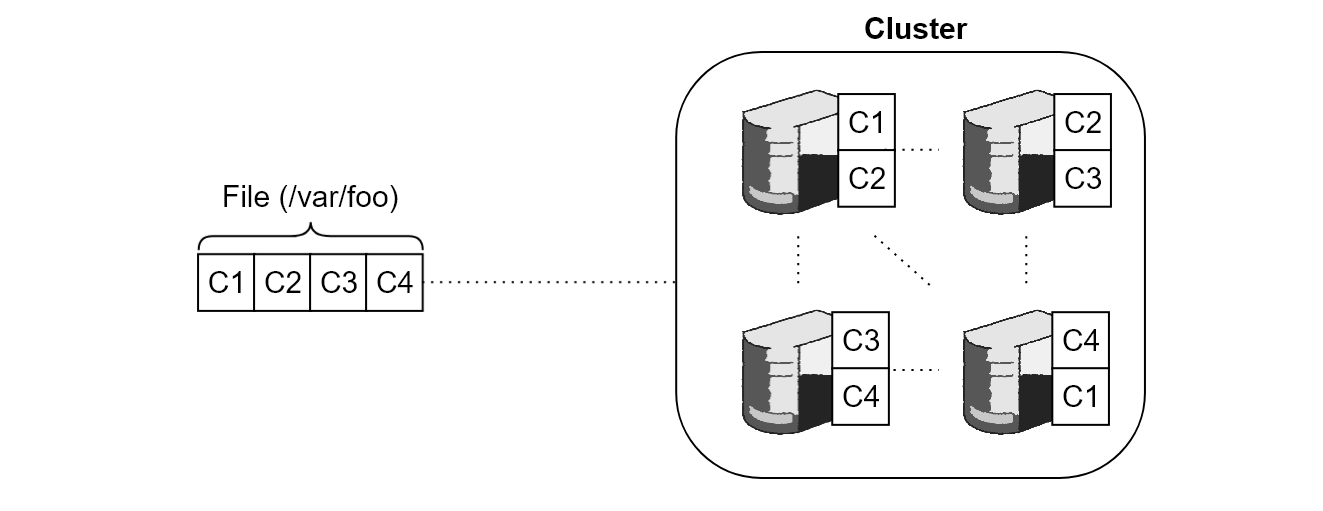 Cluster
File (/var/foo)
C1 C2 C3 C4
C1
C2
C2
C3
C3
C4
C4
C1